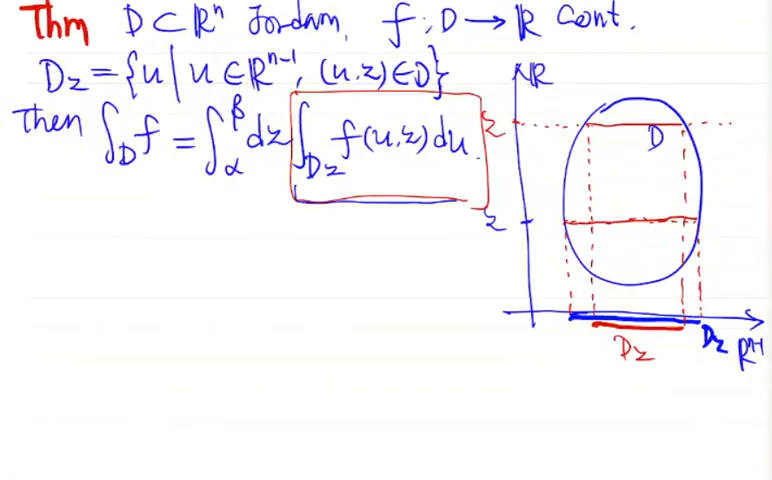 Thm D ⊂ ℝⁿ Jordan, f: D → ℝ Cont.
D_z = {u | u ∈ ℝⁿ⁻¹, (u,z) ∈ D}
Then ∫_D f = ∫_α^β dz ∫_{D_z} f(u,z) du.
ℝ
z
D
z
D_z
D_z
ℝⁿ⁻¹